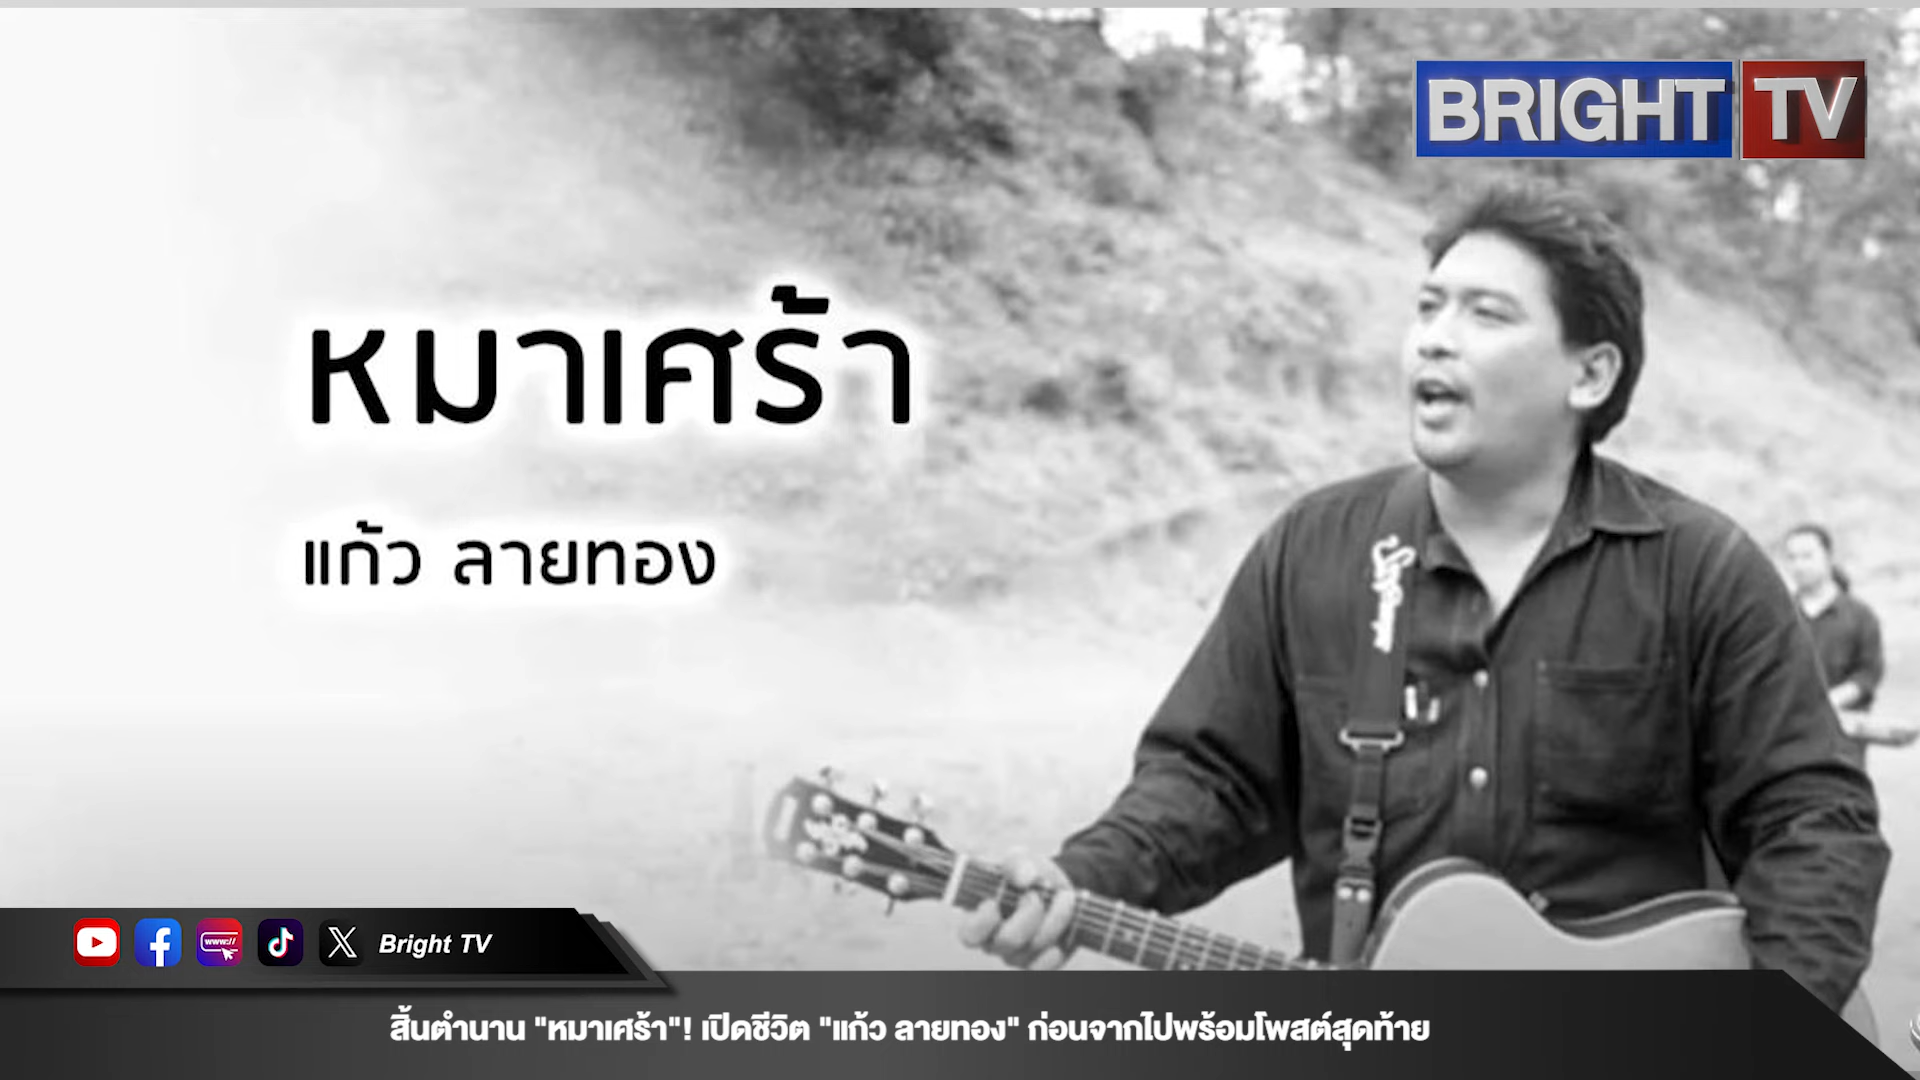 BRIGHT TV
หมาเศร้า
แก้ว ลายทอง
www://
Bright TV
สิ้นตำนาน "หมาเศร้า"! เปิดชีวิต "แก้ว ลายทอง" ก่อนจากไปพร้อมโพสต์สุดท้าย